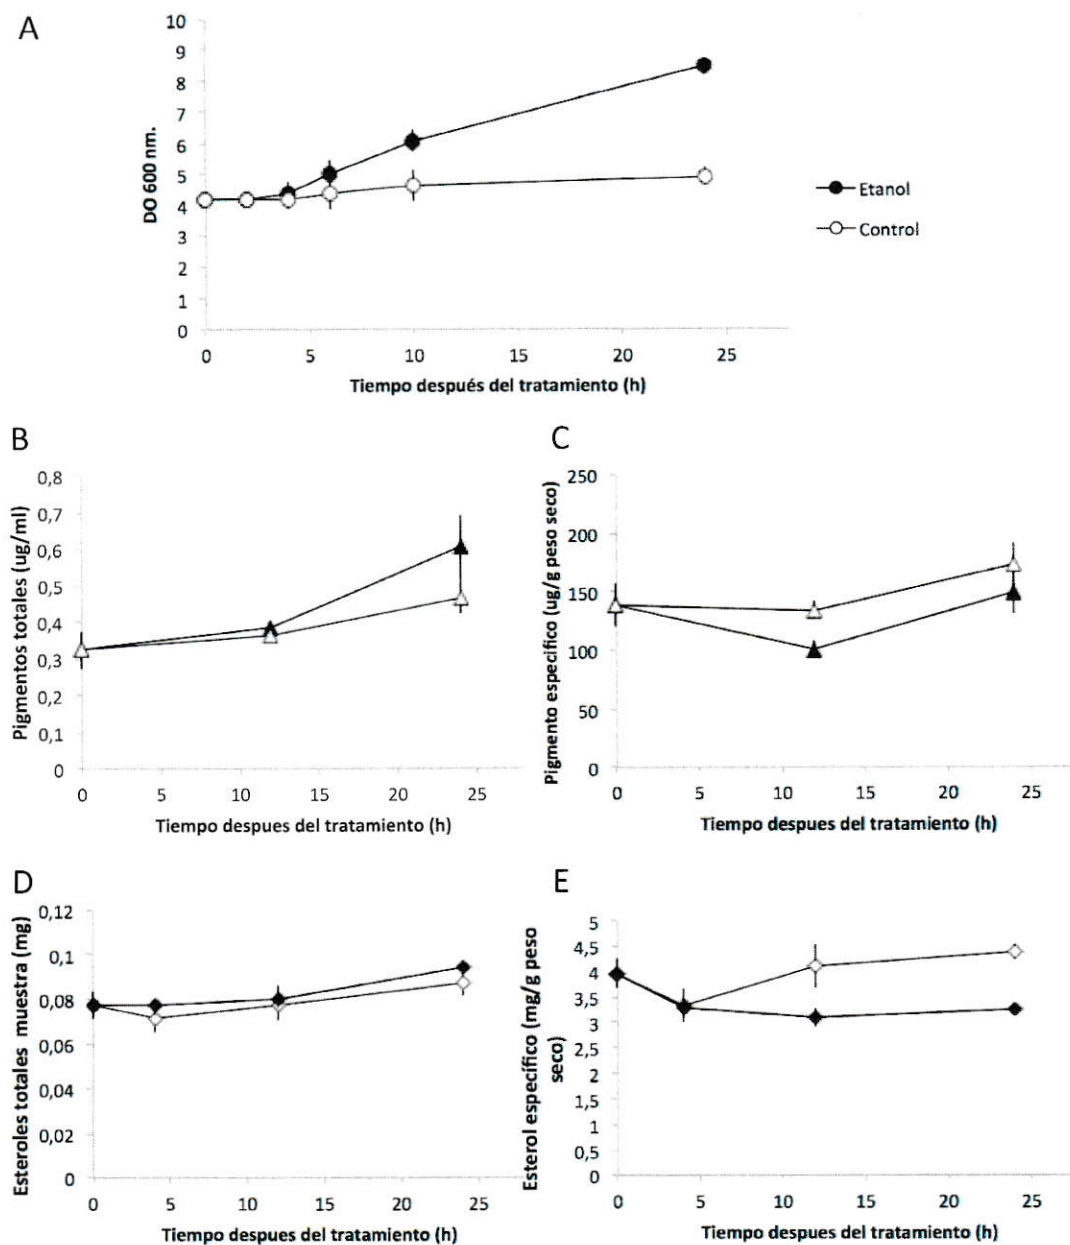 A
10
9
8
7
6
5
4
3
2
1
0
DO 600 nm.
0 5 10 15 20 25
Tiempo después del tratamiento (h)
Etanol
Control
B
0,8
0,7
0,6
0,5
0,4
0,3
0,2
0,1
0
Pigmentos totales (ug/ml)
0 5 10 15 20 25
Tiempo despues del tratamiento (h)
C
250
200
150
100
50
0
Pigmento específico (ug/g peso seco)
0 5 10 15 20 25
Tiempo despues del tratamiento (h)
D
0,12
0,1
0,08
0,06
0,04
0,02
0
Esteroles totales muestra (mg)
0 5 10 15 20 25
Tiempo despues del tratamiento (h)
E
5
4,5
4
3,5
3
2,5
2
1,5
1
0,5
0
Esterol específico (mg/g peso
seco)
0 5 10 15 20 25
Tiempo despues del tratamiento (h)